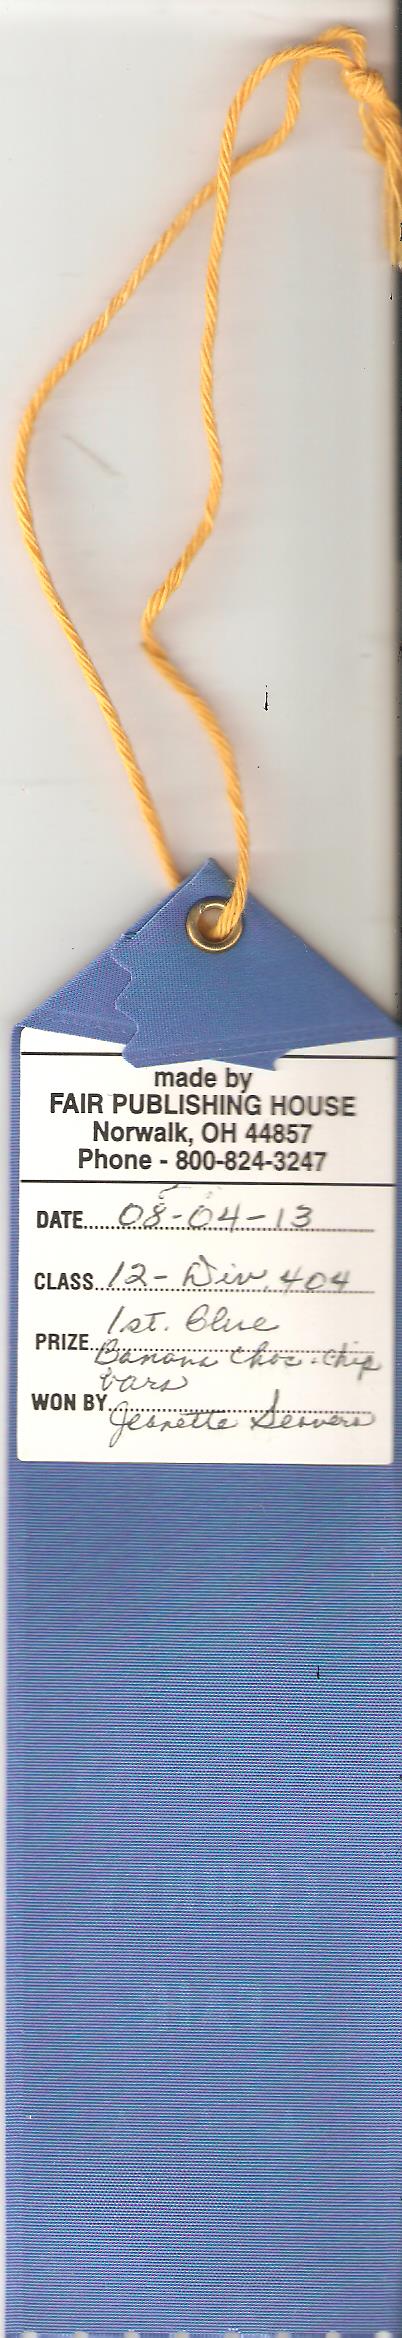 made by
FAIR PUBLISHING HOUSE
Norwalk, OH 44857
Phone - 800-824-3247
DATE.....08-04-13
CLASS..12- Div. 404
1st. Blue
PRIZE..Banana choc. chip
bars
WON BY..Jeanette